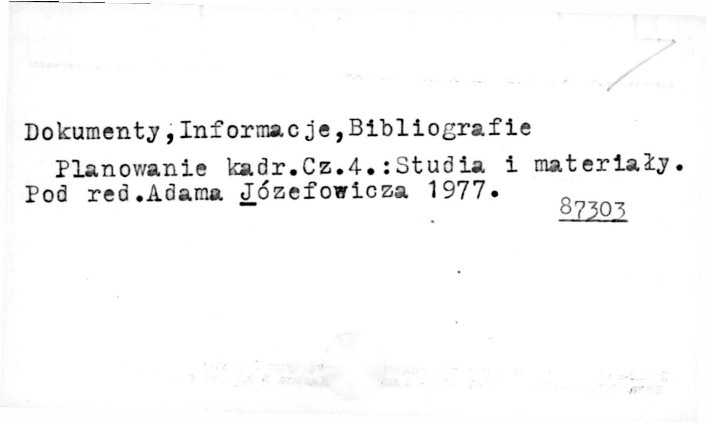 Dokumenty,Informacje,Bibliografie
Planowanie kadr.Cz.4.:Studia i materiały.
Pod red.Adama Józefowicza 1977.
87303